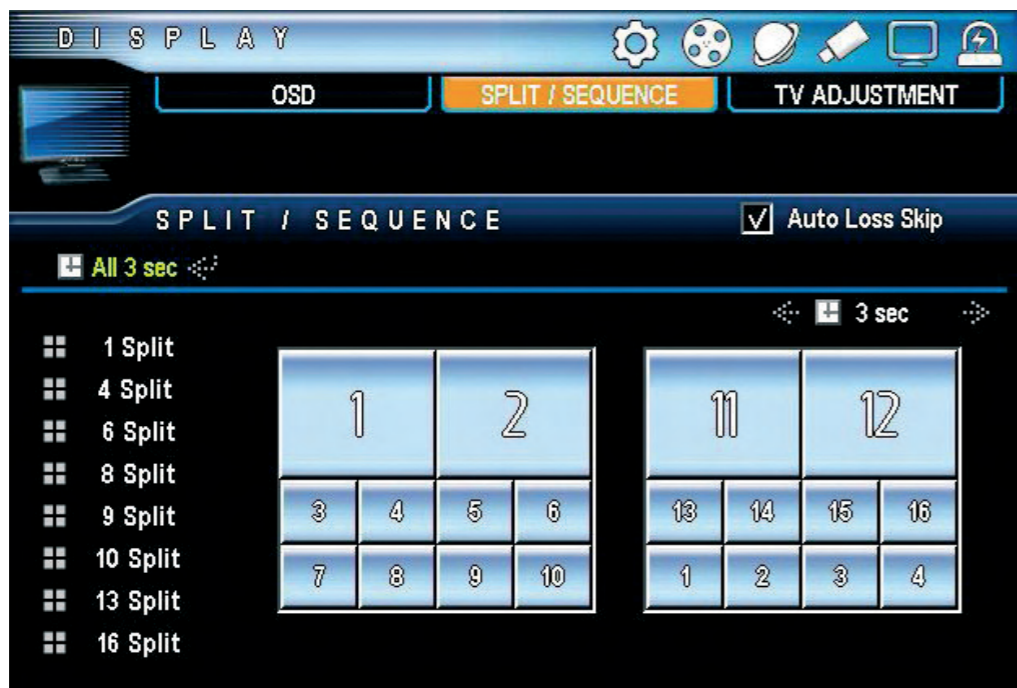 DISPLAY
OSD SPLIT / SEQUENCE TV ADJUSTMENT
SPLIT / SEQUENCE Auto Loss Skip
All 3 sec
3 sec
1 Split
4 Split
6 Split
8 Split
9 Split
10 Split
13 Split
16 Split
1 2
3 4 5 6
7 8 9 10
11 12
13 14 15 16
1 2 3 4